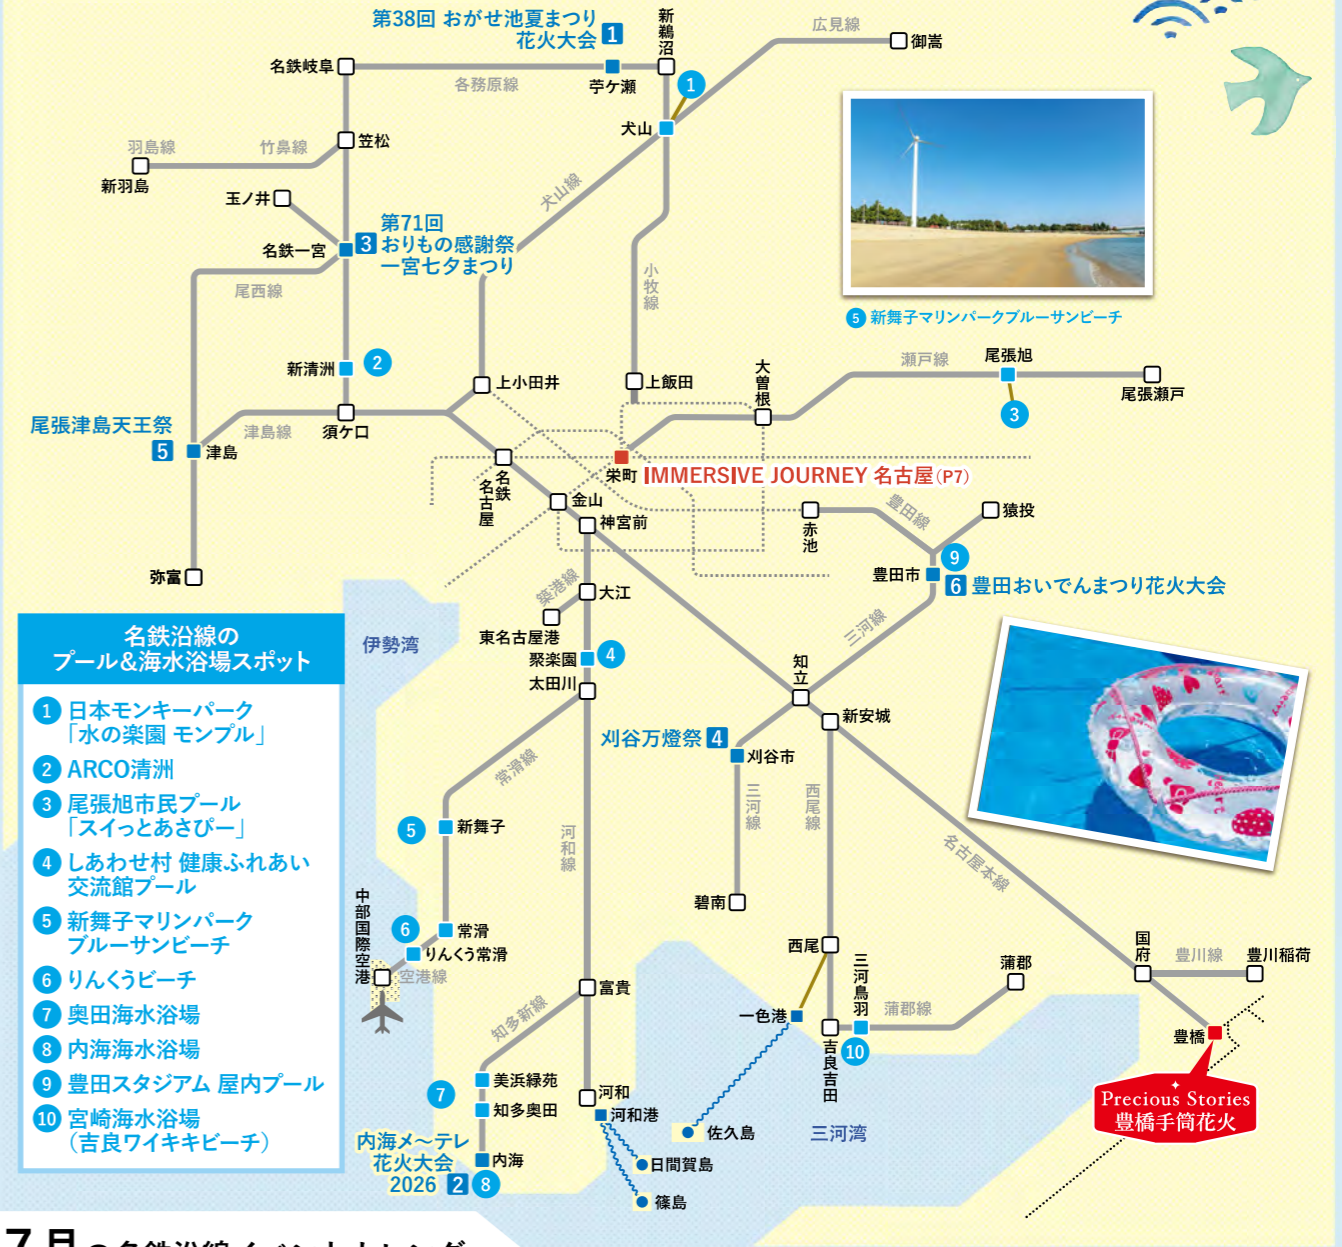 第38回 おがせ池夏まつり
花火大会 1
新鵜沼
広見線
御嵩
名鉄岐阜
各務原線
苧ケ瀬
1
犬山
羽島線
竹鼻線
笠松
新羽島
玉ノ井
犬山線
第71回
3 おりもの感謝祭
一宮七夕まつり
名鉄一宮
尾西線
小牧線
5 新舞子マリンパークブルーサンビーチ
新清洲
2
上小田井
上飯田
大曽根
瀬戸線
尾張旭
尾張瀬戸
3
尾張津島天王祭
5
津島
津島線
須ケ口
名鉄名古屋
栄町
IMMERSIVE JOURNEY 名古屋(P7)
金山
神宮前
赤池
豊田線
猿投
弥富
豊田市
9
6 豊田おいでんまつり花火大会
築港線
大江
東名古屋港
伊勢湾
聚楽園
4
太田川
三河線
知立
新安城
刈谷万燈祭 4
刈谷市
常滑線
三河線
西尾線
河和線
5
新舞子
名古屋本線
碧南
中部国際空港
6
常滑
りんくう常滑
空港線
西尾
三河鳥羽
蒲郡
国府
豊川線
豊川稲荷
富貴
知多新線
一色港
蒲郡線
吉良吉田
10
豊橋
Precious Stories
豊橋手筒花火
7
美浜緑苑
知多奥田
河和
河和港
佐久島
三河湾
内海メ〜テレ
花火大会
2026 2
8
内海
日間賀島
篠島
名鉄沿線の
プール&海水浴場スポット
1 日本モンキーパーク
「水の楽園 モンプル」
2 ARCO清洲
3 尾張旭市民プール
「スイっとあさぴー」
4 しあわせ村 健康ふれあい
交流館プール
5 新舞子マリンパーク
ブルーサンビーチ
6 りんくうビーチ
7 奥田海水浴場
8 内海海水浴場
9 豊田スタジアム 屋内プール
10 宮崎海水浴場
(吉良ワイキキビーチ)
7月の名鉄沿線イベントカレンダー